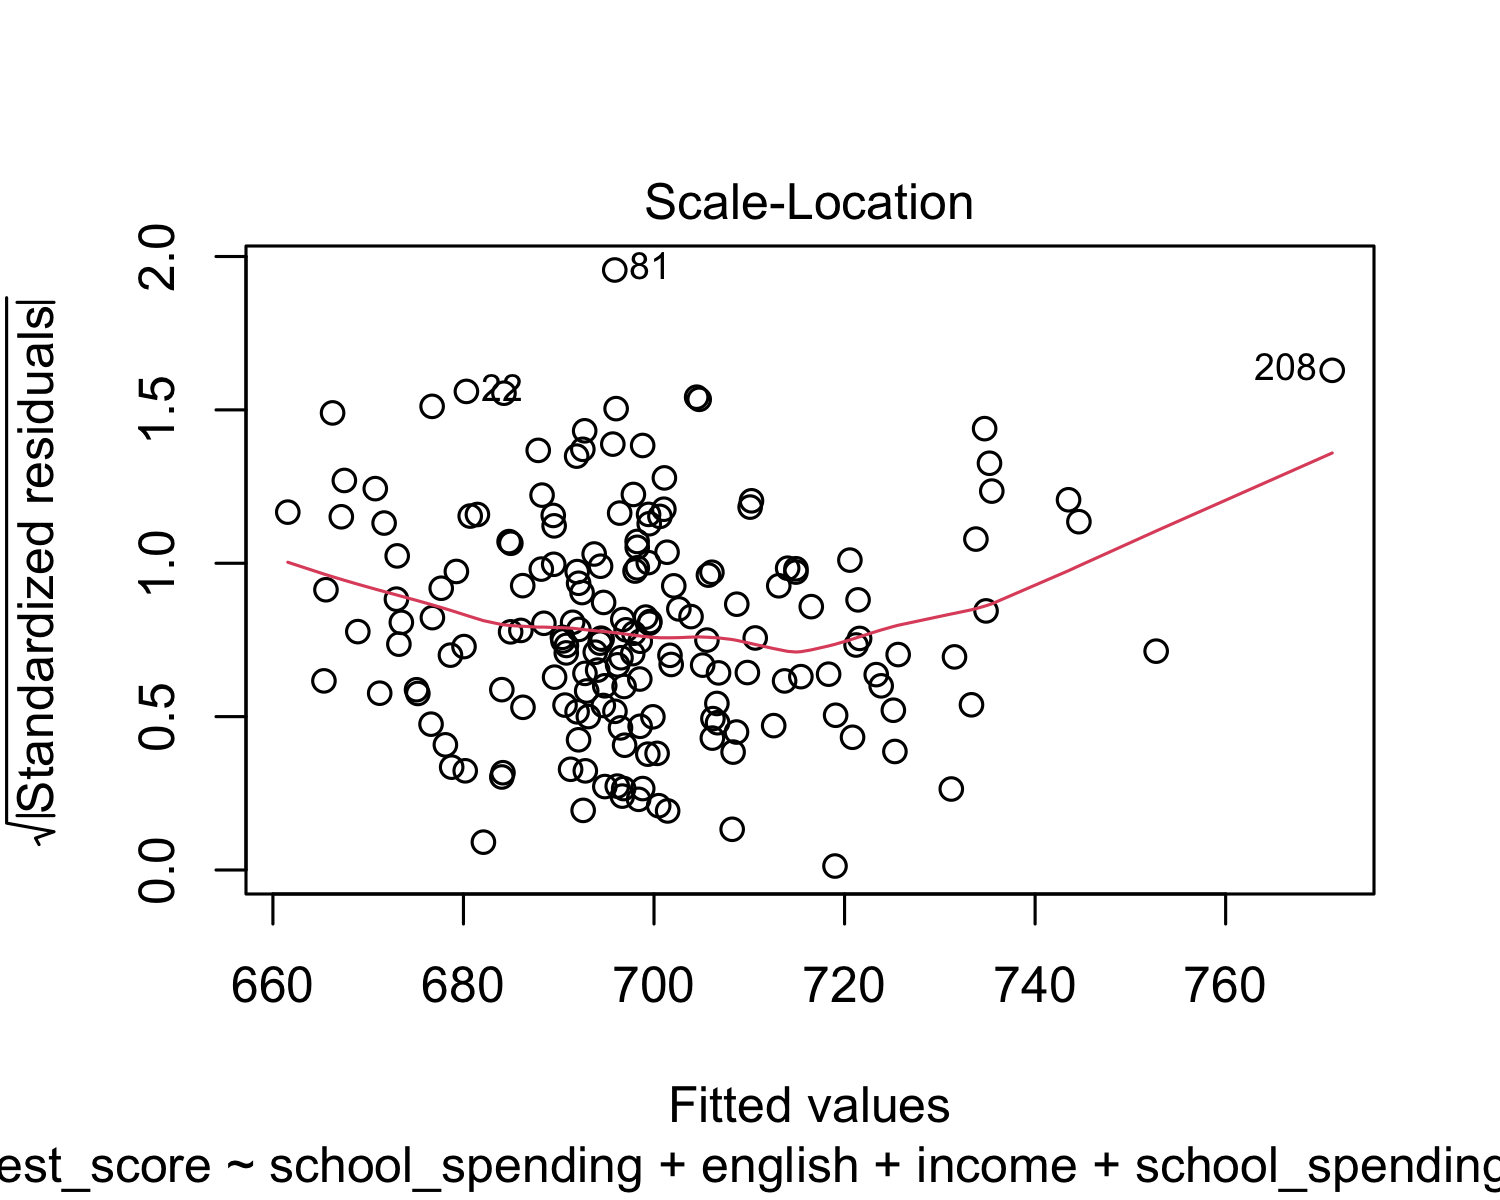 Scale-Location
√|Standardized residuals|
2.0
1.5
1.0
0.5
0.0
81
22
208
660 680 700 720 740 760
Fitted values
est_score ~ school_spending + english + income + school_spending